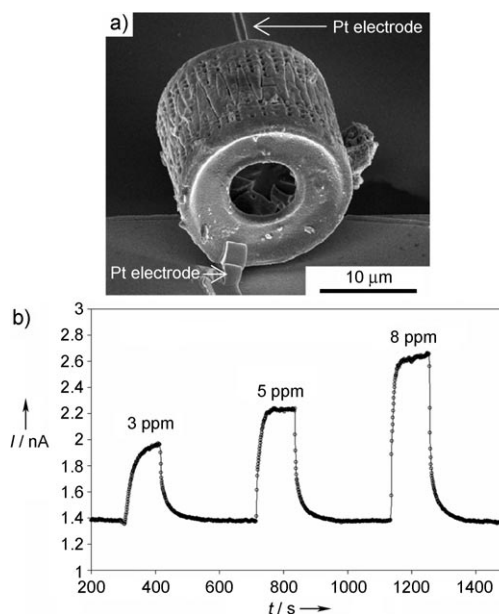 a)
Pt electrode
Pt electrode
10 μm
b)
3
2.8
2.6
2.4
2.2
2
1.8
1.6
1.4
1.2
1
I / nA
3 ppm
5 ppm
8 ppm
200 400 600 800 1000 1200 1400
t / s